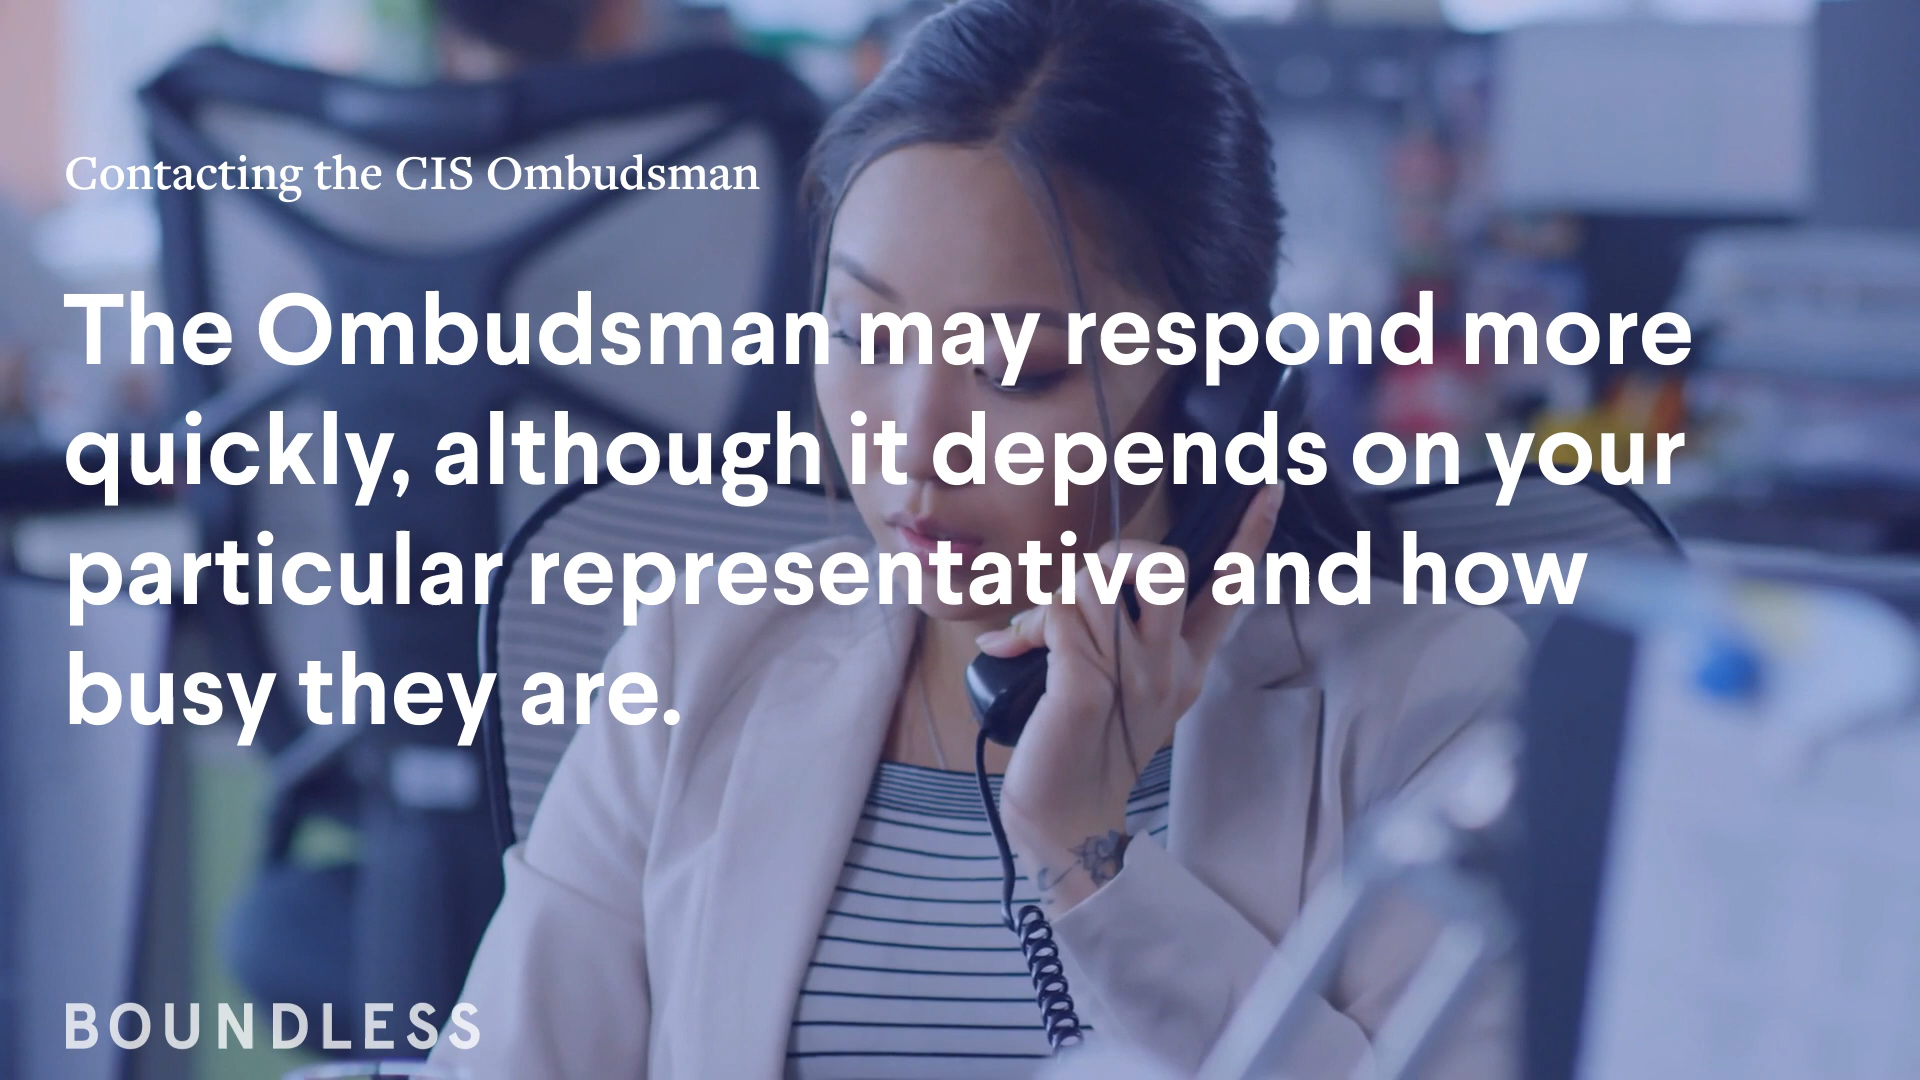 Contacting the CIS Ombudsman
The Ombudsman may respond more
quickly, although it depends on your
particular representative and how
busy they are.
BOUNDLESS